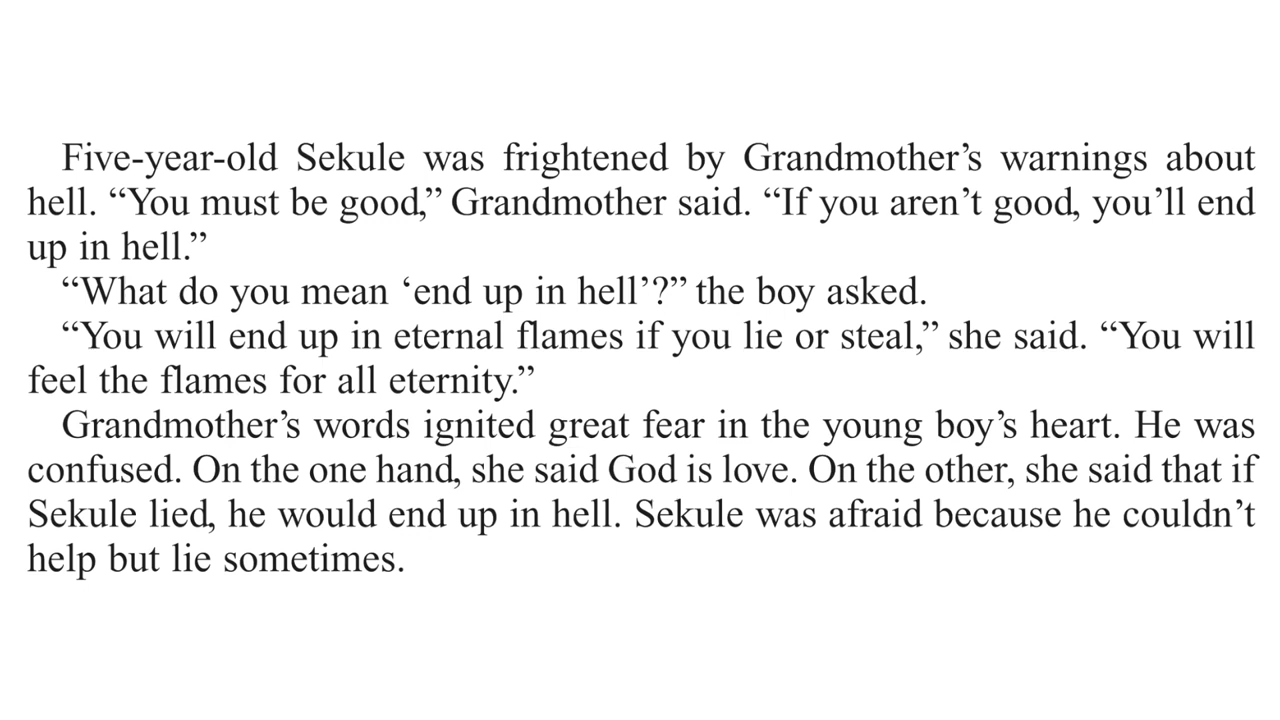 Five-year-old Sekule was frightened by Grandmother’s warnings about
hell. “You must be good,” Grandmother said. “If you aren’t good, you’ll end
up in hell.”
“What do you mean ‘end up in hell’?” the boy asked.
“You will end up in eternal flames if you lie or steal,” she said. “You will
feel the flames for all eternity.”
Grandmother’s words ignited great fear in the young boy’s heart. He was
confused. On the one hand, she said God is love. On the other, she said that if
Sekule lied, he would end up in hell. Sekule was afraid because he couldn’t
help but lie sometimes.